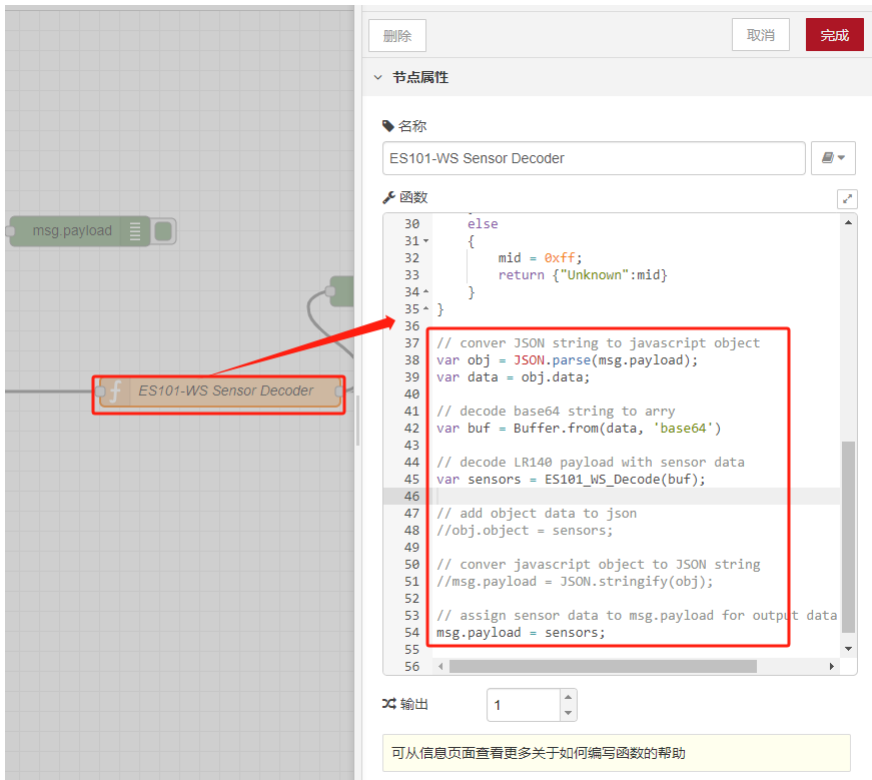 删除
取消
完成
节点属性
名称
ES101-WS Sensor Decoder
函数
msg.payload
ES101-WS Sensor Decoder
30 else
31 {
32 mid = 0xff;
33 return {"Unknown":mid}
34 }
35 }
36
37 // conver JSON string to javascript object
38 var obj = JSON.parse(msg.payload);
39 var data = obj.data;
40
41 // decode base64 string to arry
42 var buf = Buffer.from(data, 'base64')
43
44 // decode LR140 payload with sensor data
45 var sensors = ES101_WS_Decode(buf);
46
47 // add object data to json
48 //obj.object = sensors;
49
50 // conver javascript object to JSON string
51 //msg.payload = JSON.stringify(obj);
52
53 // assign sensor data to msg.payload for output data
54 msg.payload = sensors;
55
56
输出
1
可从信息页面查看更多关于如何编写函数的帮助